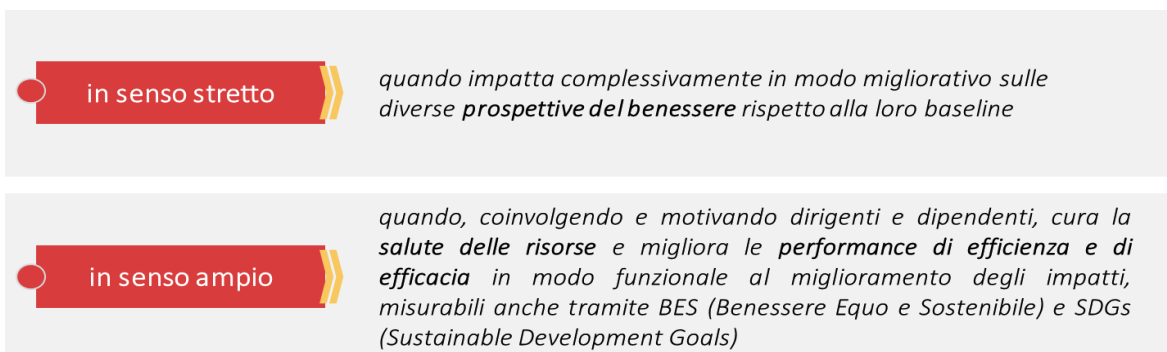 in senso stretto
quando impatta complessivamente in modo migliorativo sulle
diverse prospettive del benessere rispetto alla loro baseline
in senso ampio
quando, coinvolgendo e motivando dirigenti e dipendenti, cura la
salute delle risorse e migliora le performance di efficienza e di
efficacia in modo funzionale al miglioramento degli impatti,
misurabili anche tramite BES (Benessere Equo e Sostenibile) e SDGs
(Sustainable Development Goals)